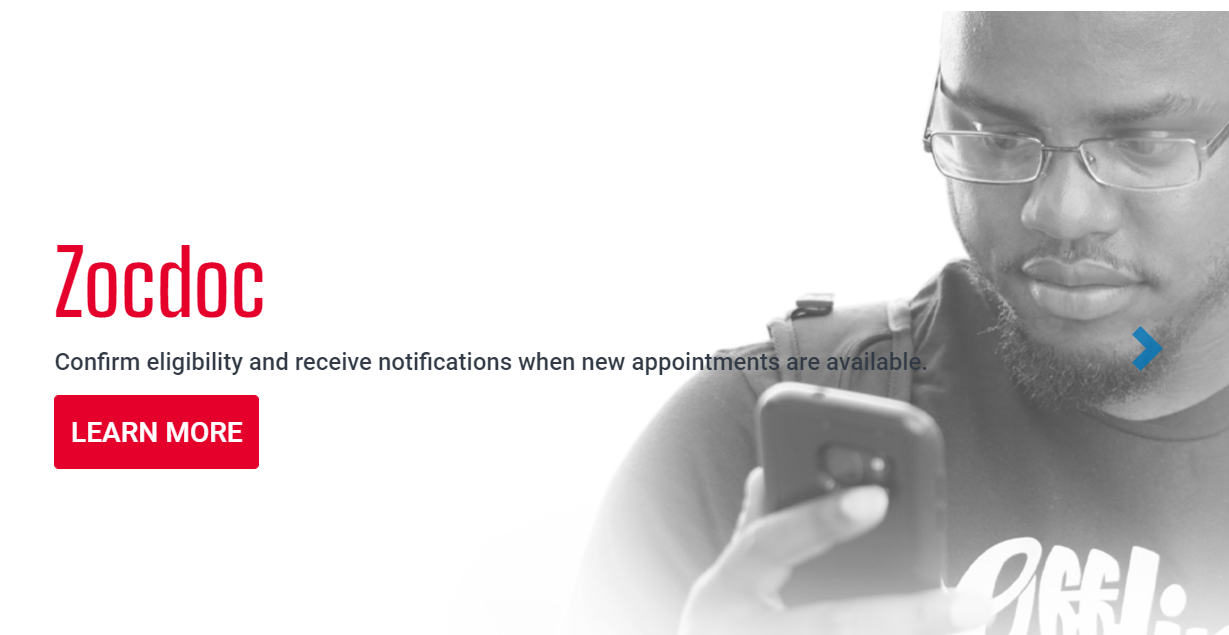 Zocdoc
Confirm eligibility and receive notifications when new appointments are available.
LEARN MORE